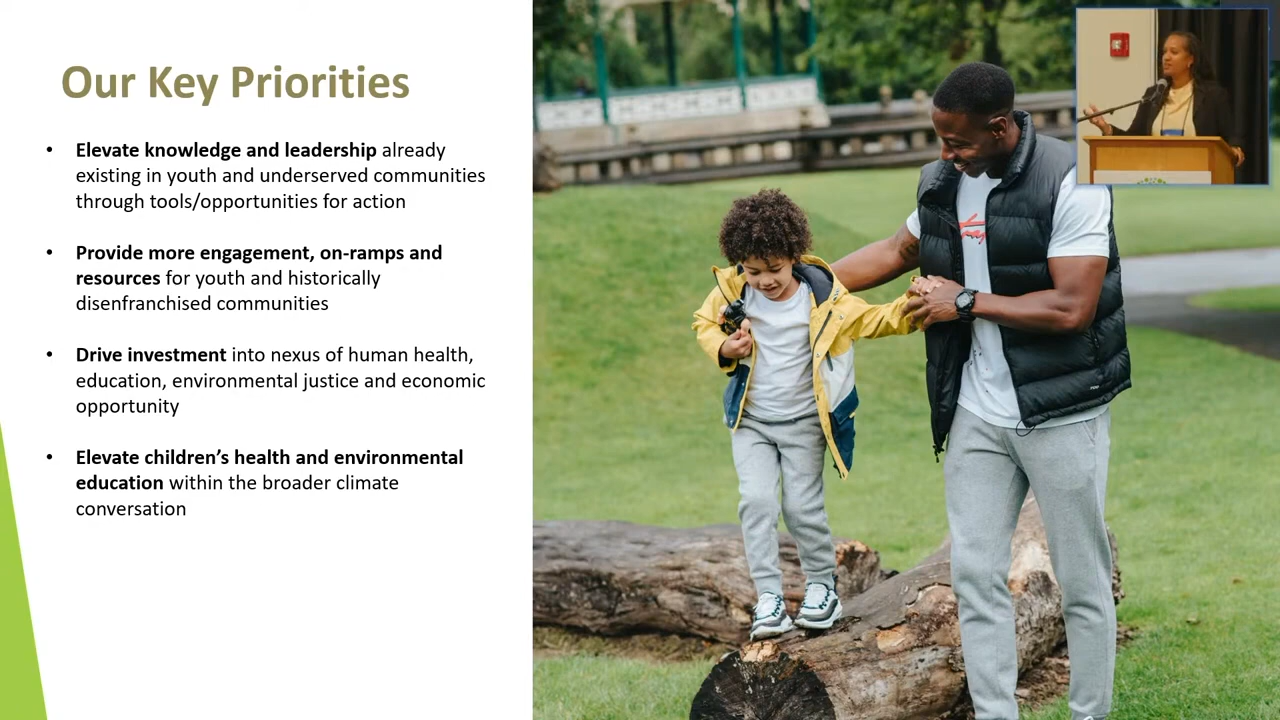 Our Key Priorities
• Elevate knowledge and leadership already
existing in youth and underserved communities
through tools/opportunities for action
• Provide more engagement, on-ramps and
resources for youth and historically
disenfranchised communities
• Drive investment into nexus of human health,
education, environmental justice and economic
opportunity
• Elevate children’s health and environmental
education within the broader climate
conversation